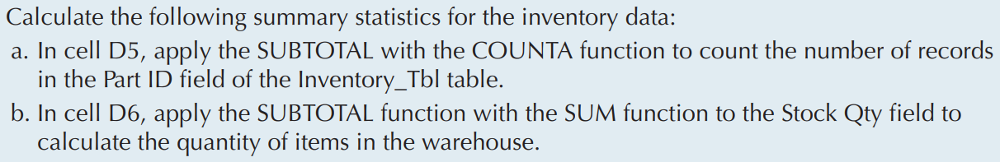 Calculate the following summary statistics for the inventory data:
a. In cell D5, apply the SUBTOTAL with the COUNTA function to count the number of records
in the Part ID field of the Inventory_Tbl table.
b. In cell D6, apply the SUBTOTAL function with the SUM function to the Stock Qty field to
calculate the quantity of items in the warehouse.